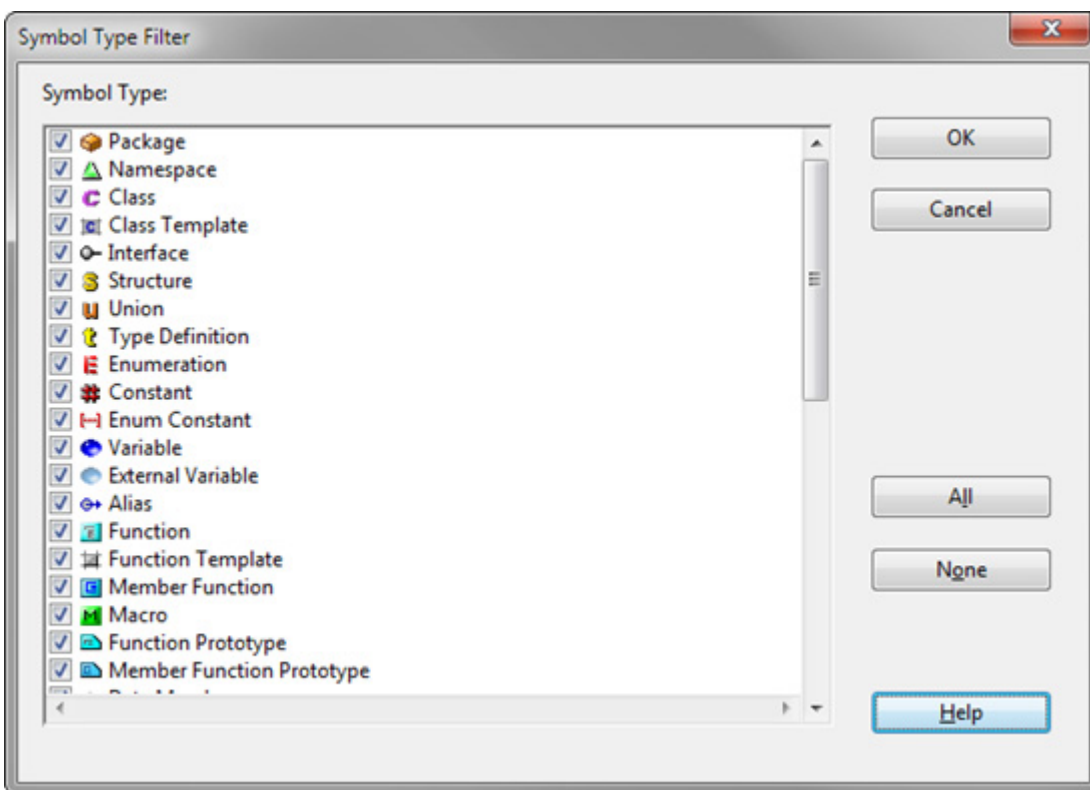 Symbol Type Filter
Symbol Type:
Package
Namespace
Class
Class Template
Interface
Structure
Union
Type Definition
Enumeration
Constant
Enum Constant
Variable
External Variable
Alias
Function
Function Template
Member Function
Macro
Function Prototype
Member Function Prototype
OK
Cancel
All
None
Help